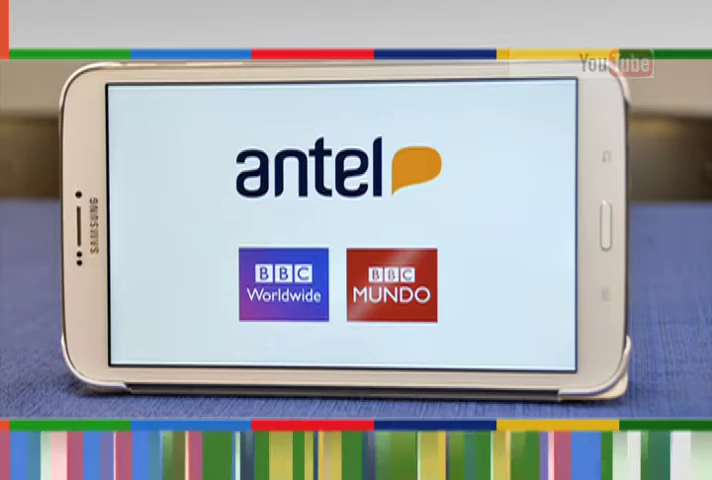 YouTube
antel
SAMSUNG
BBC
Worldwide
BBC
MUNDO